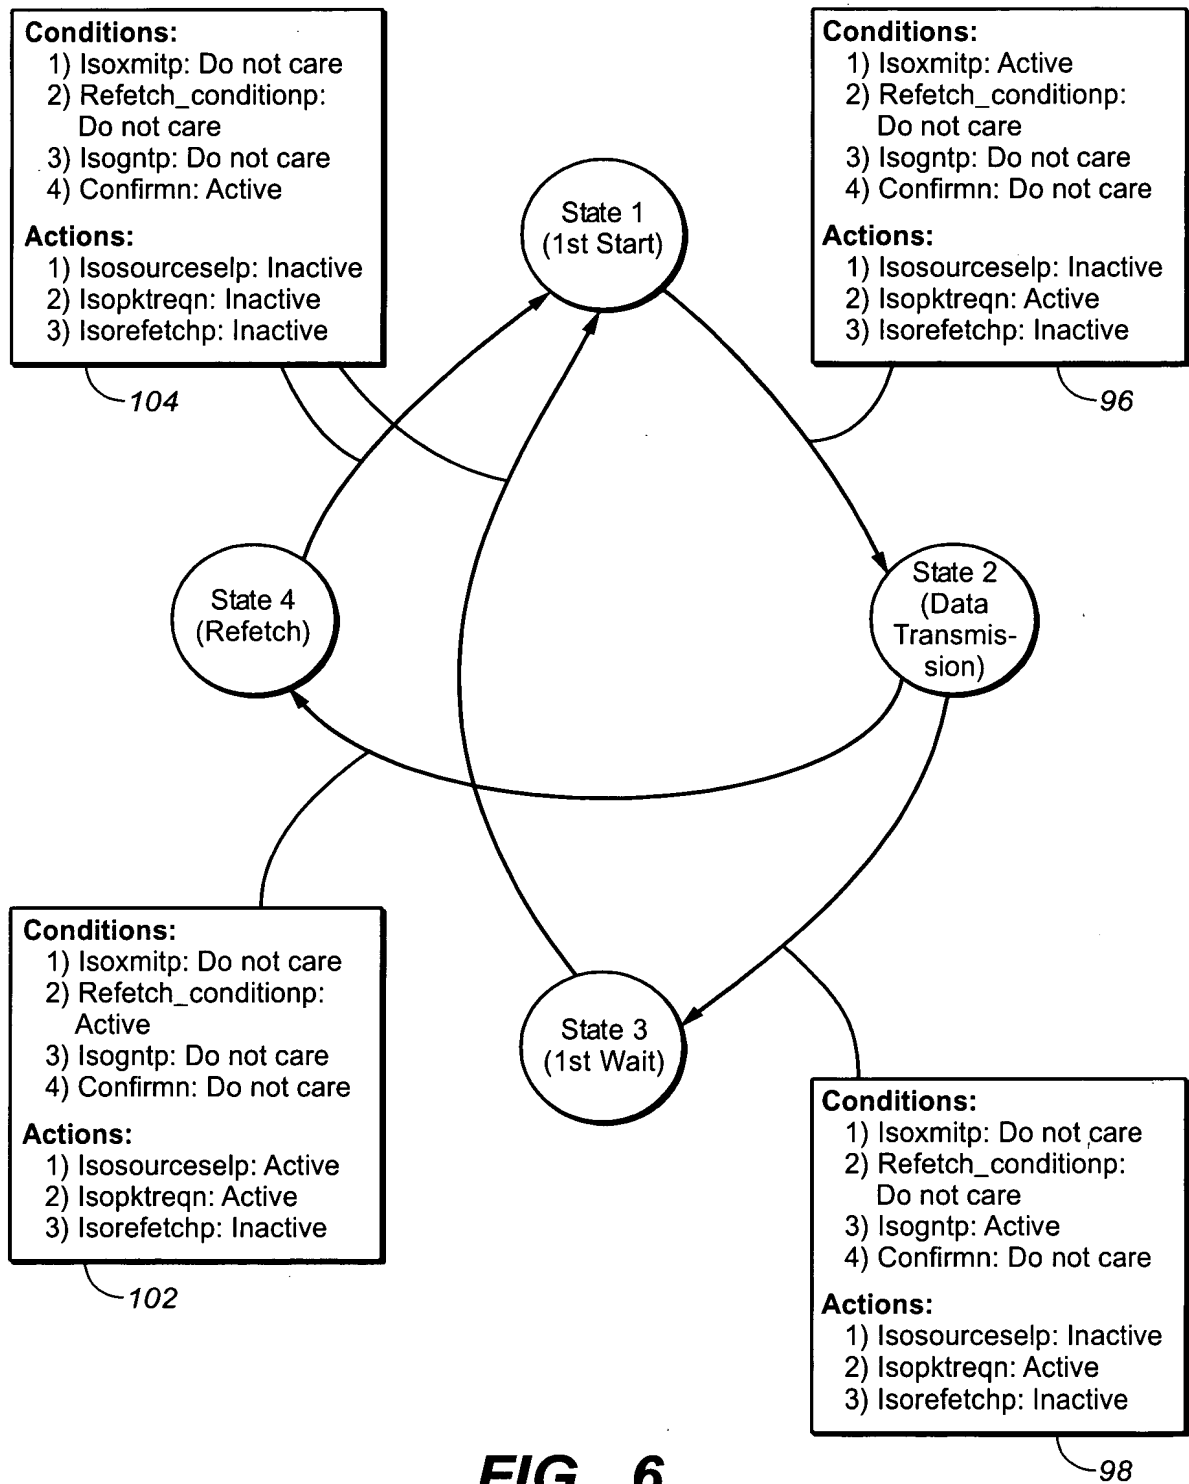 Conditions:
1) Isoxmitp: Do not care
2) Refetch_conditionp:
Do not care
3) Isogntp: Do not care
4) Confirmn: Active
Actions:
1) Isosourceselp: Inactive
2) Isopktreqn: Inactive
3) Isorefetchp: Inactive
104
Conditions:
1) Isoxmitp: Active
2) Refetch_conditionp:
Do not care
3) Isogntp: Do not care
4) Confirmn: Do not care
Actions:
1) Isosourceselp: Inactive
2) Isopktreqn: Active
3) Isorefetchp: Inactive
96
State 1
(1st Start)
State 4
(Refetch)
State 2
(Data
Transmis-
sion)
State 3
(1st Wait)
Conditions:
1) Isoxmitp: Do not care
2) Refetch_conditionp:
Active
3) Isogntp: Do not care
4) Confirmn: Do not care
Actions:
1) Isosourceselp: Active
2) Isopktreqn: Active
3) Isorefetchp: Inactive
102
Conditions:
1) Isoxmitp: Do not care
2) Refetch_conditionp:
Do not care
3) Isogntp: Active
4) Confirmn: Do not care
Actions:
1) Isosourceselp: Inactive
2) Isopktreqn: Active
3) Isorefetchp: Inactive
98
FIG._6